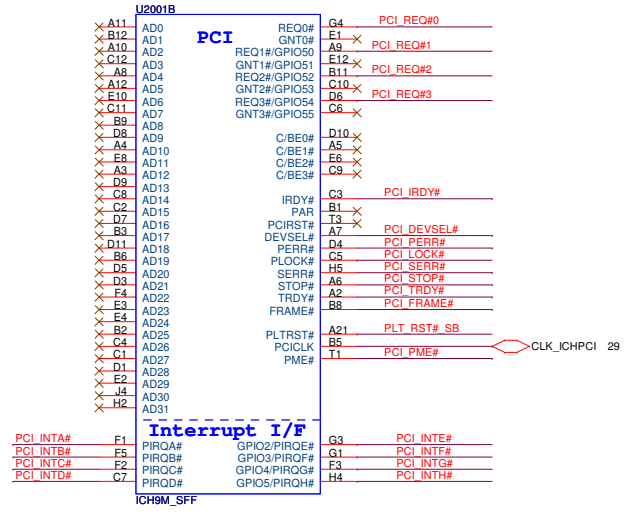 U2001B
PCI
A11 AD0 REQ0# G4 PCI_REQ#0
B12 AD1 GNT0# E1
A10 AD2 REQ1#/GPIO50 A9 PCI_REQ#1
C12 AD3 GNT1#/GPIO51 E12
A8 AD4 REQ2#/GPIO52 B11 PCI_REQ#2
A12 AD5 GNT2#/GPIO53 C10
E10 AD6 REQ3#/GPIO54 D6 PCI_REQ#3
C11 AD7 GNT3#/GPIO55 C6
B9 AD8
D8 AD9 C/BE0# D10
A4 AD10 C/BE1# A5
E8 AD11 C/BE2# E6
A3 AD12 C/BE3# C9
D9 AD13
C8 AD14 IRDY# C3 PCI_IRDY#
C2 AD15 PAR B1
D7 AD16 PCIRST# T3
B3 AD17 DEVSEL# A7 PCI_DEVSEL#
D11 AD18 PERR# D4 PCI_PERR#
B6 AD19 PLOCK# C5 PCI_LOCK#
D5 AD20 SERR# H5 PCI_SERR#
D3 AD21 STOP# A6 PCI_STOP#
F4 AD22 TRDY# A2 PCI_TRDY#
E3 AD23 FRAME# B8 PCI_FRAME#
E4 AD24
B2 AD25 PLTRST# A21 PLT_RST#_SB
C4 AD26 PCICLK B5 CLK_ICHPCI 29
C1 AD27 PME# T1 PCI_PME#
D1 AD28
E2 AD29
J4 AD30
H2 AD31
Interrupt I/F
PCI_INTA# F1 PIRQA# GPIO2/PIRQE# G3 PCI_INTE#
PCI_INTB# F5 PIRQB# GPIO3/PIRQF# G1 PCI_INTF#
PCI_INTC# F2 PIRQC# GPIO4/PIRQG# F3 PCI_INTG#
PCI_INTD# C7 PIRQD# GPIO5/PIRQH# H4 PCI_INTH#
ICH9M_SFF